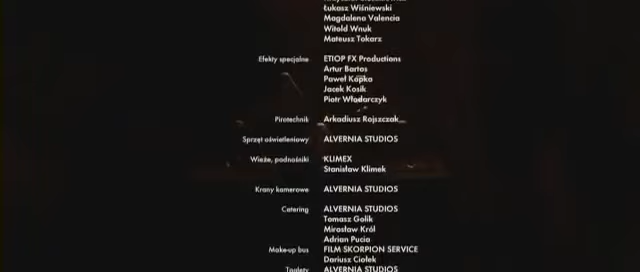 Łukasz Wiśniewski
Magdalena Valencia
Witold Wnuk
Mateusz Tokarz
Efekty specjalne ETIOP FX Productions
Artur Bartos
Paweł Kapka
Jacek Kosik
Piotr Władarczyk
Pirotechnik Arkadiusz Rojszczak
Sprzęt oświetleniowy ALVERNIA STUDIOS
Wieże, podnośniki KLIMEX
Stanisław Klimek
Krany kamerowe ALVERNIA STUDIOS
Catering ALVERNIA STUDIOS
Tomasz Golik
Mirosław Król
Adrian Pucia
Make-up bus FILM SKORPION SERVICE
Dariusz Ciołek
Toalety ALVERNIA STUDIOS